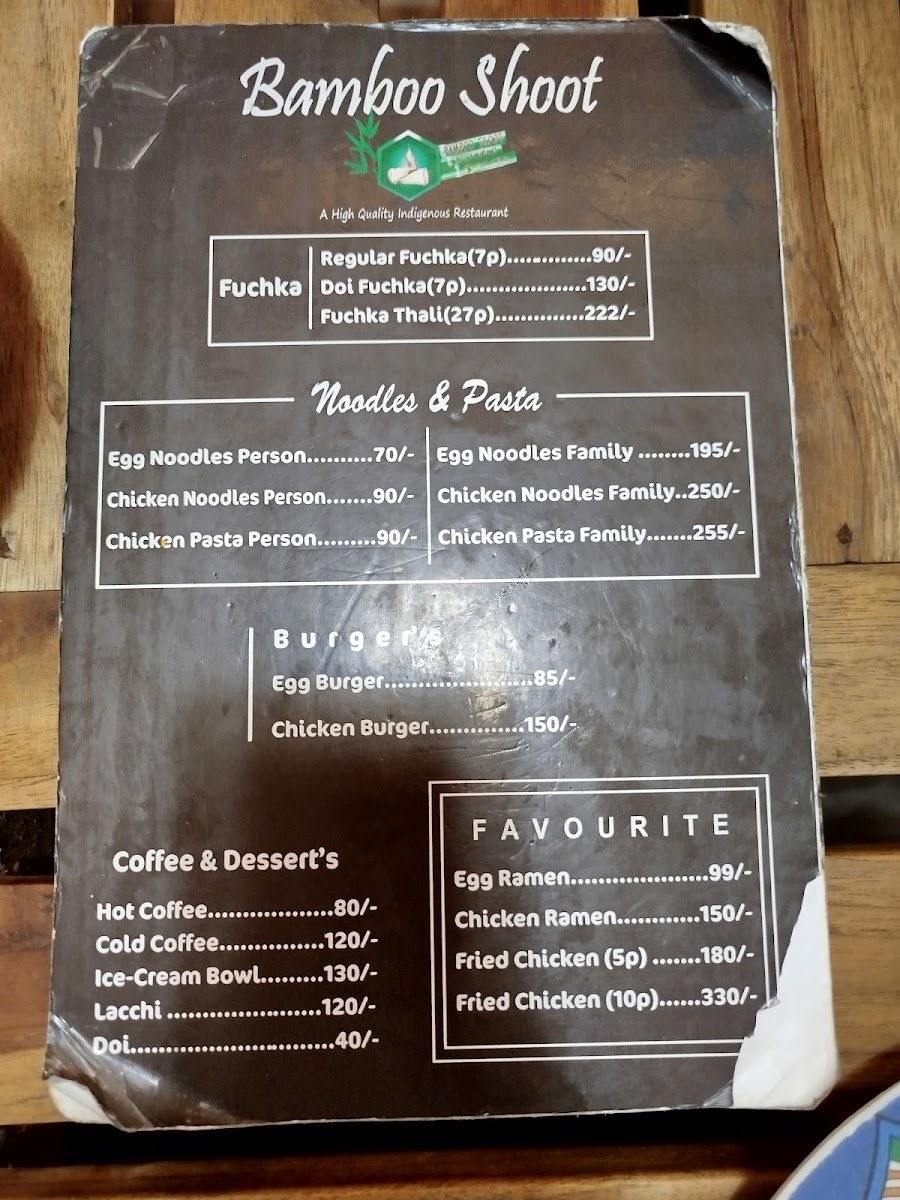 Bamboo Shoot
BAMBOO SHOOT
A High Quality Indigenous Restaurant
Fuchka
Regular Fuchka(7p)...............90/-
Doi Fuchka(7p).....................130/-
Fuchka Thali(27p)...............222/-
Noodles & Pasta
Egg Noodles Person...........70/-
Chicken Noodles Person.......90/-
Chicken Pasta Person.........90/-
Egg Noodles Family ........195/-
Chicken Noodles Family..250/-
Chicken Pasta Family.......255/-
Burger's
Egg Burger......................85/-
Chicken Burger..............150/-
Coffee & Dessert's
Hot Coffee...................80/-
Cold Coffee................120/-
Ice-Cream Bowl..........130/-
Lacchi .......................120/-
Doi..............................40/-
FAVOURITE
Egg Ramen.....................99/-
Chicken Ramen............150/-
Fried Chicken (5p) .......180/-
Fried Chicken (10p)......330/-